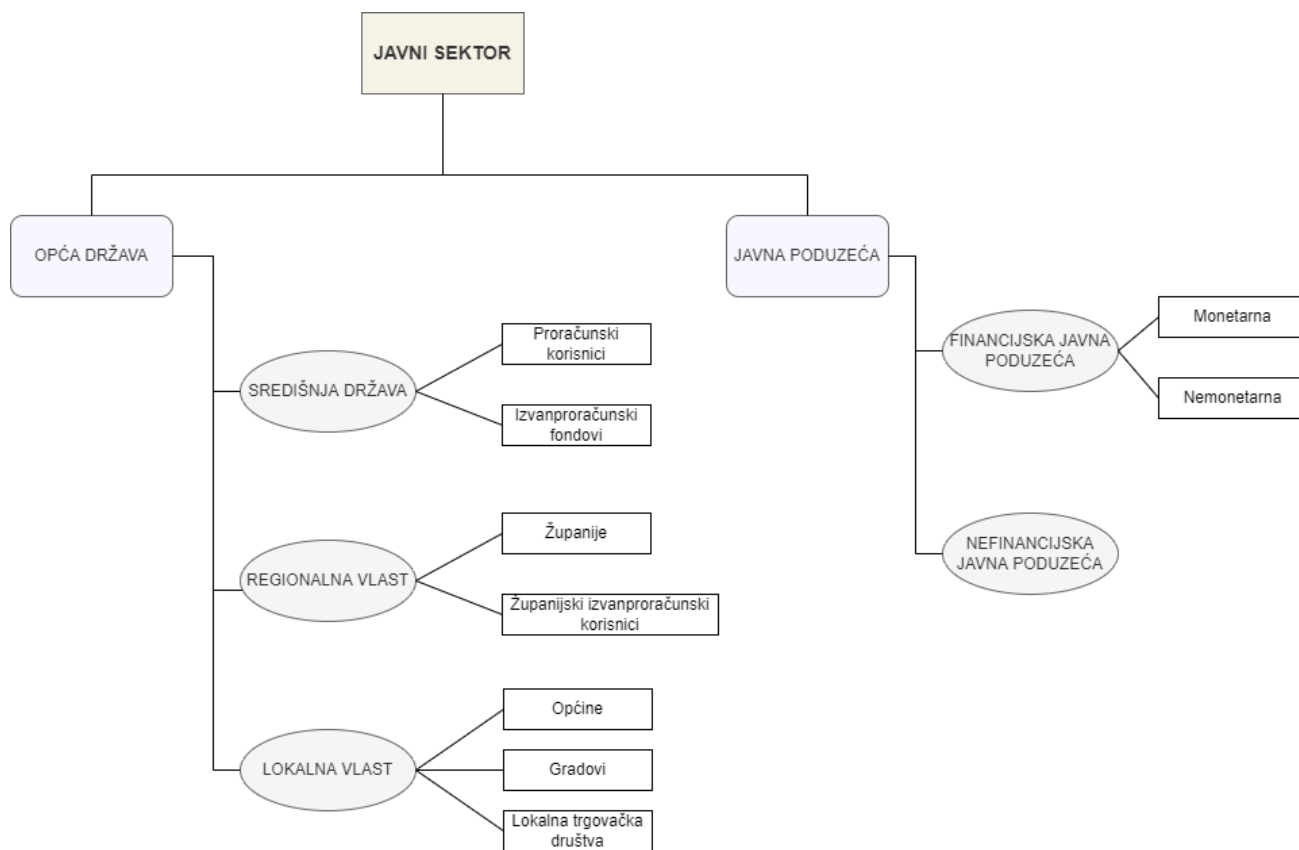 JAVNI SEKTOR
OPĆA DRŽAVA
SREDIŠNJA DRŽAVA
Proračunski
korisnici
Izvanproračunski
fondovi
REGIONALNA VLAST
Županije
Županijski izvanproračunski
korisnici
LOKALNA VLAST
Općine
Gradovi
Lokalna trgovačka
društva
JAVNA PODUZEĆA
FINANCIJSKA JAVNA
PODUZEĆA
Monetarna
Nemonetarna
NEFINANCIJSKA
JAVNA PODUZEĆA